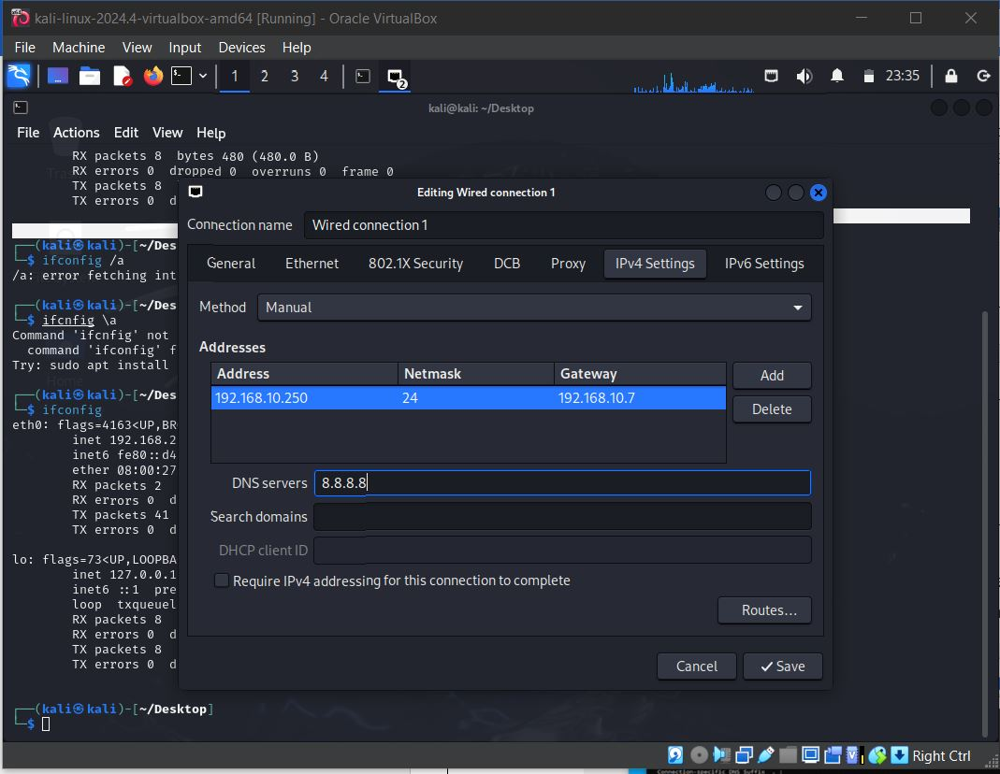 kali-linux-2024.4-virtualbox-amd64 [Running] - Oracle VirtualBox
File Machine View Input Devices Help
1 2 3 4 2 23:35
kali@kali: ~/Desktop
File Actions Edit View Help
RX packets 8 bytes 480 (480.0 B)
RX errors 0 dropped 0 overruns 0 frame 0
TX packets 8
TX errors 0 d
Editing Wired connection 1
Connection name Wired connection 1
General Ethernet 802.1X Security DCB Proxy IPv4 Settings IPv6 Settings
Method Manual
Addresses
Address Netmask Gateway
192.168.10.250 24 192.168.10.7
Add
Delete
DNS servers 8.8.8.8
Search domains
DHCP client ID
Require IPv4 addressing for this connection to complete
Routes...
Cancel Save
┌──(kali㉿kali)-[~/Des
└─$ ifconfig /a
/a: error fetching int
┌──(kali㉿kali)-[~/Des
└─$ ifcnfig \a
Command 'ifcnfig' not
command 'ifconfig' f
Try: sudo apt install
Home
┌──(kali㉿kali)-[~/Des
└─$ ifconfig
eth0: flags=4163<UP,BRO
inet 192.168.2
inet6 fe80::d4
ether 08:00:27
RX packets 2
RX errors 0 d
TX packets 41
TX errors 0 d
lo: flags=73<UP,LOOPBA
inet 127.0.0.1
inet6 ::1 pre
loop txqueuel
RX packets 8
RX errors 0 d
TX packets 8
TX errors 0 d
┌──(kali㉿kali)-[~/Desktop]
└─$
Right Ctrl
Connection-specific DNS Suffix